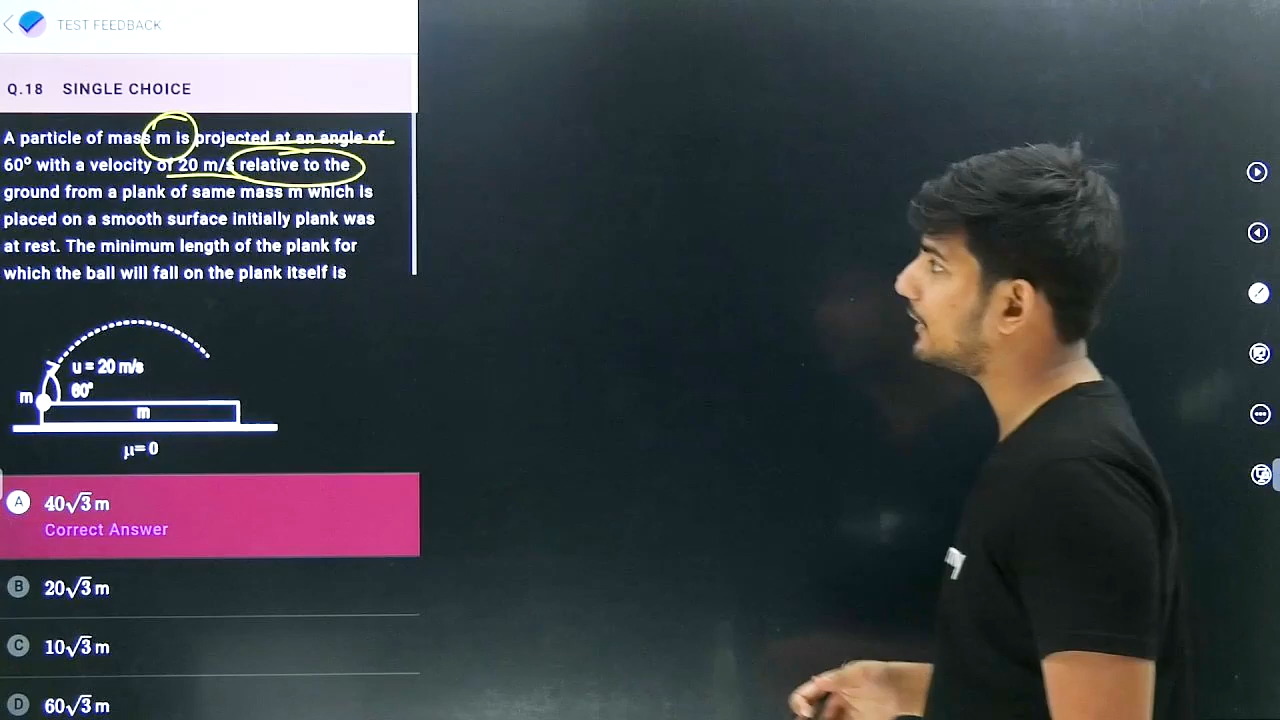 TEST FEEDBACK
Q.18 SINGLE CHOICE
A particle of mass m is projected at an angle of
60° with a velocity of 20 m/s relative to the
ground from a plank of same mass m which is
placed on a smooth surface initially plank was
at rest. The minimum length of the plank for
which the ball will fall on the plank itself is
u = 20 m/s
60°
m
m
μ= 0
A 40√3 m
Correct Answer
B 20√3 m
C 10√3 m
D 60√3 m